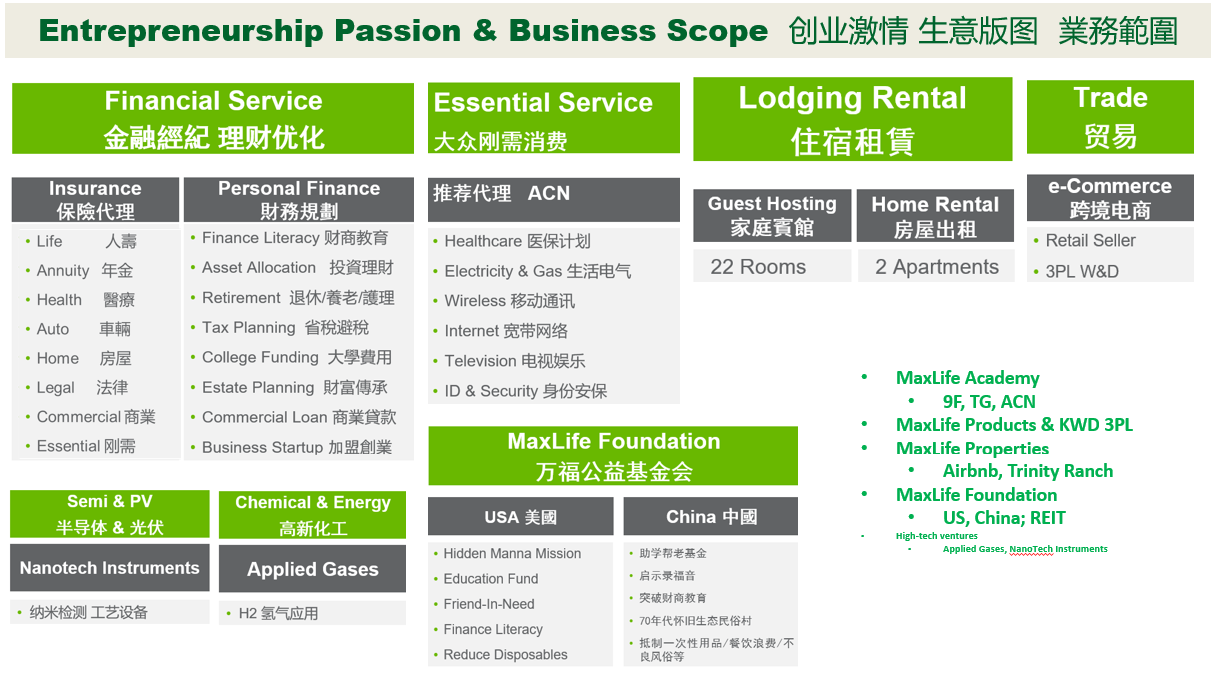 Entrepreneurship Passion & Business Scope 创业激情 生意版图 業務範圍
Financial Service
金融經紀 理财优化
Insurance
保險代理
• Life 人壽
• Annuity 年金
• Health 醫療
• Auto 車輛
• Home 房屋
• Legal 法律
• Commercial 商業
• Essential 刚需
Personal Finance
財務規劃
• Finance Literacy 财商教育
• Asset Allocation 投資理財
• Retirement 退休/養老/護理
• Tax Planning 省稅避稅
• College Funding 大學費用
• Estate Planning 財富傳承
• Commercial Loan 商業貸款
• Business Startup 加盟創業
Essential Service
大众刚需消费
推荐代理 ACN
• Healthcare 医保计划
• Electricity & Gas 生活电气
• Wireless 移动通讯
• Internet 宽带网络
• Television 电视娱乐
• ID & Security 身份安保
Lodging Rental
住宿租賃
Guest Hosting
家庭賓館
22 Rooms
Home Rental
房屋出租
2 Apartments
Trade
贸易
e-Commerce
跨境电商
• Retail Seller
• 3PL W&D
Semi & PV
半导体 & 光伏
Nanotech Instruments
• 纳米检测 工艺设备
Chemical & Energy
高新化工
Applied Gases
• H2 氢气应用
MaxLife Foundation
万福公益基金会
USA 美國
• Hidden Manna Mission
• Education Fund
• Friend-In-Need
• Finance Literacy
• Reduce Disposables
China 中國
• 助学帮老基金
• 启示录福音
• 突破财商教育
• 70年代怀旧生态民俗村
• 抵制一次性用品/餐饮浪费/不
良风俗等
• MaxLife Academy
• 9F, TG, ACN
• MaxLife Products & KWD 3PL
• MaxLife Properties
• Airbnb, Trinity Ranch
• MaxLife Foundation
• US, China; REIT
• High-tech ventures
• Applied Gases, NanoTech Instruments